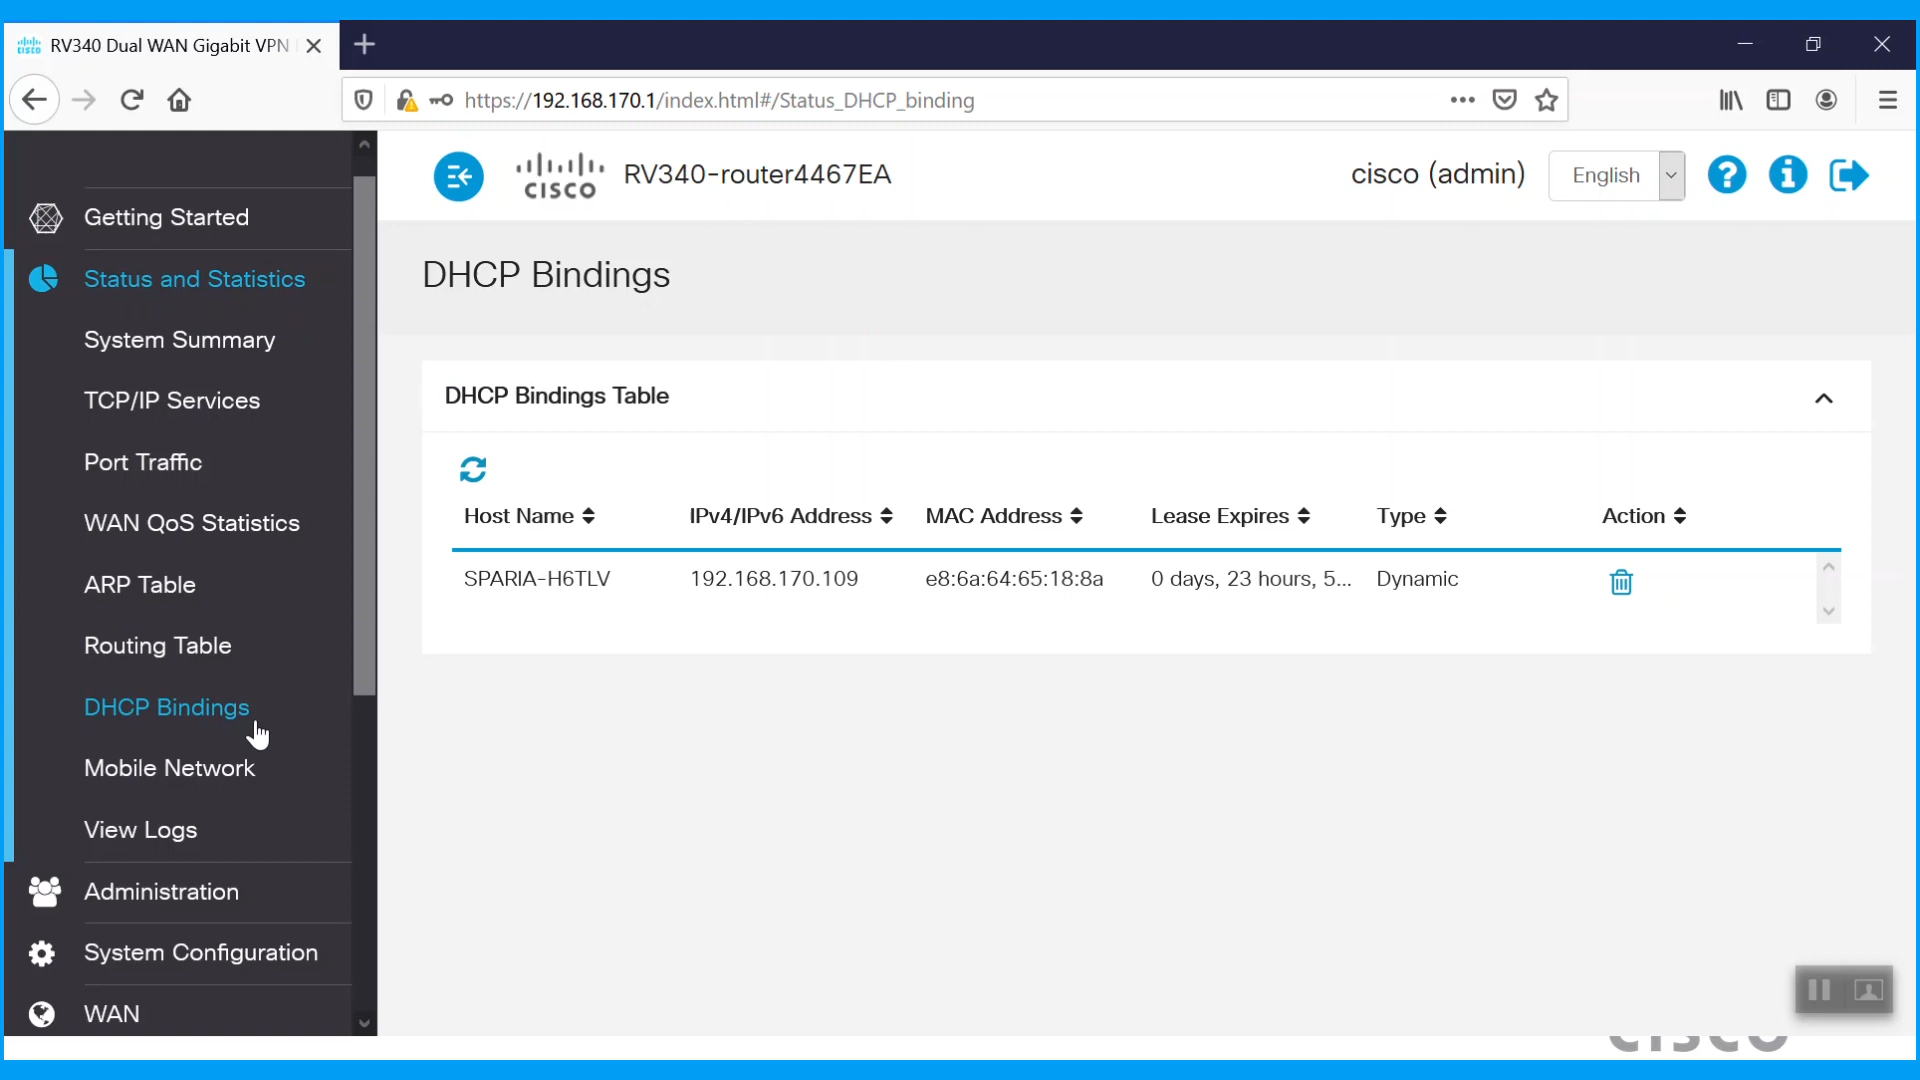 RV340 Dual WAN Gigabit VPN
https://192.168.170.1/index.html#/Status_DHCP_binding
CISCO
RV340-router4467EA
cisco (admin)
English
Getting Started
Status and Statistics
System Summary
TCP/IP Services
Port Traffic
WAN QoS Statistics
ARP Table
Routing Table
DHCP Bindings
Mobile Network
View Logs
Administration
System Configuration
WAN
DHCP Bindings
DHCP Bindings Table
Host Name IPv4/IPv6 Address MAC Address Lease Expires Type Action
SPARIA-H6TLV 192.168.170.109 e8:6a:64:65:18:8a 0 days, 23 hours, 5... Dynamic
cisco